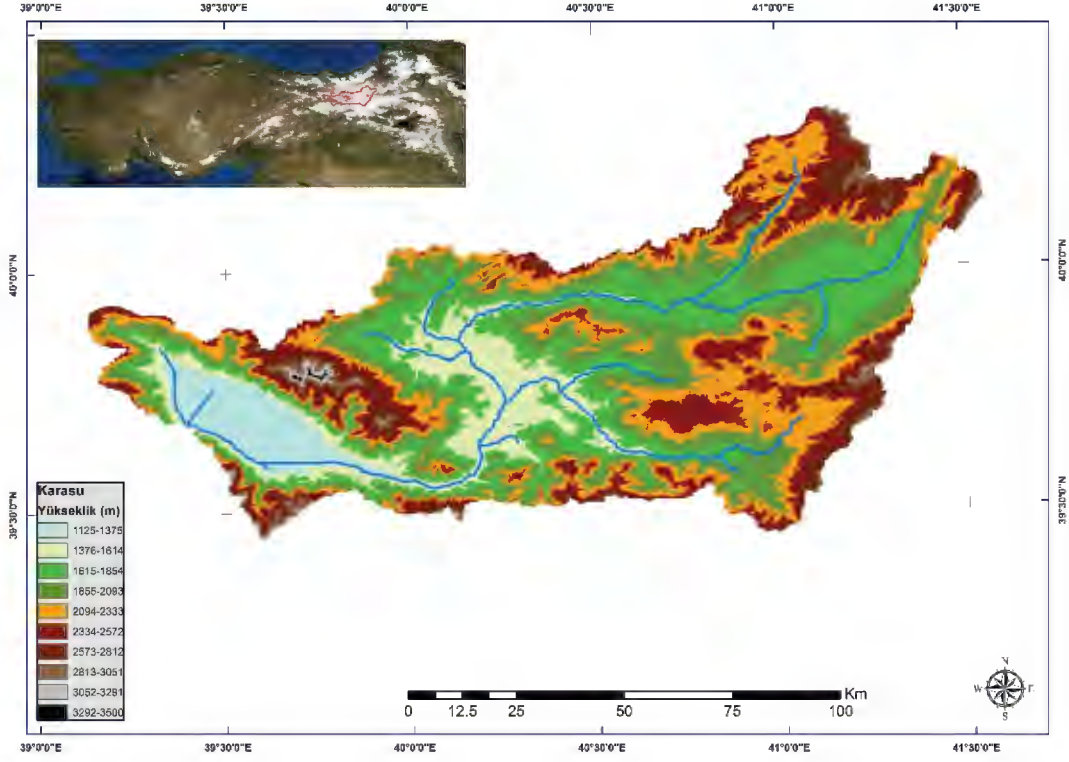 39°0'0"E 39°30'0"E 40°0'0"E 40°30'0"E 41°0'0"E 41°30'0"E
40°0'0"N
40°0'0"N
39°30'0"N
39°30'0"N
Karasu
Yükseklik (m)
1125-1375
1376-1614
1615-1854
1855-2093
2094-2333
2334-2572
2573-2812
2813-3051
3052-3291
3292-3500
Km
0 12.5 25 50 75 100
N
W E
S
39°0'0"E 39°30'0"E 40°0'0"E 40°30'0"E 41°0'0"E 41°30'0"E